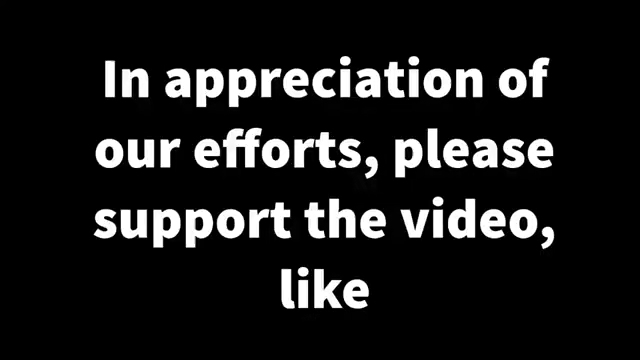 In appreciation of
our efforts, please
support the video,
like